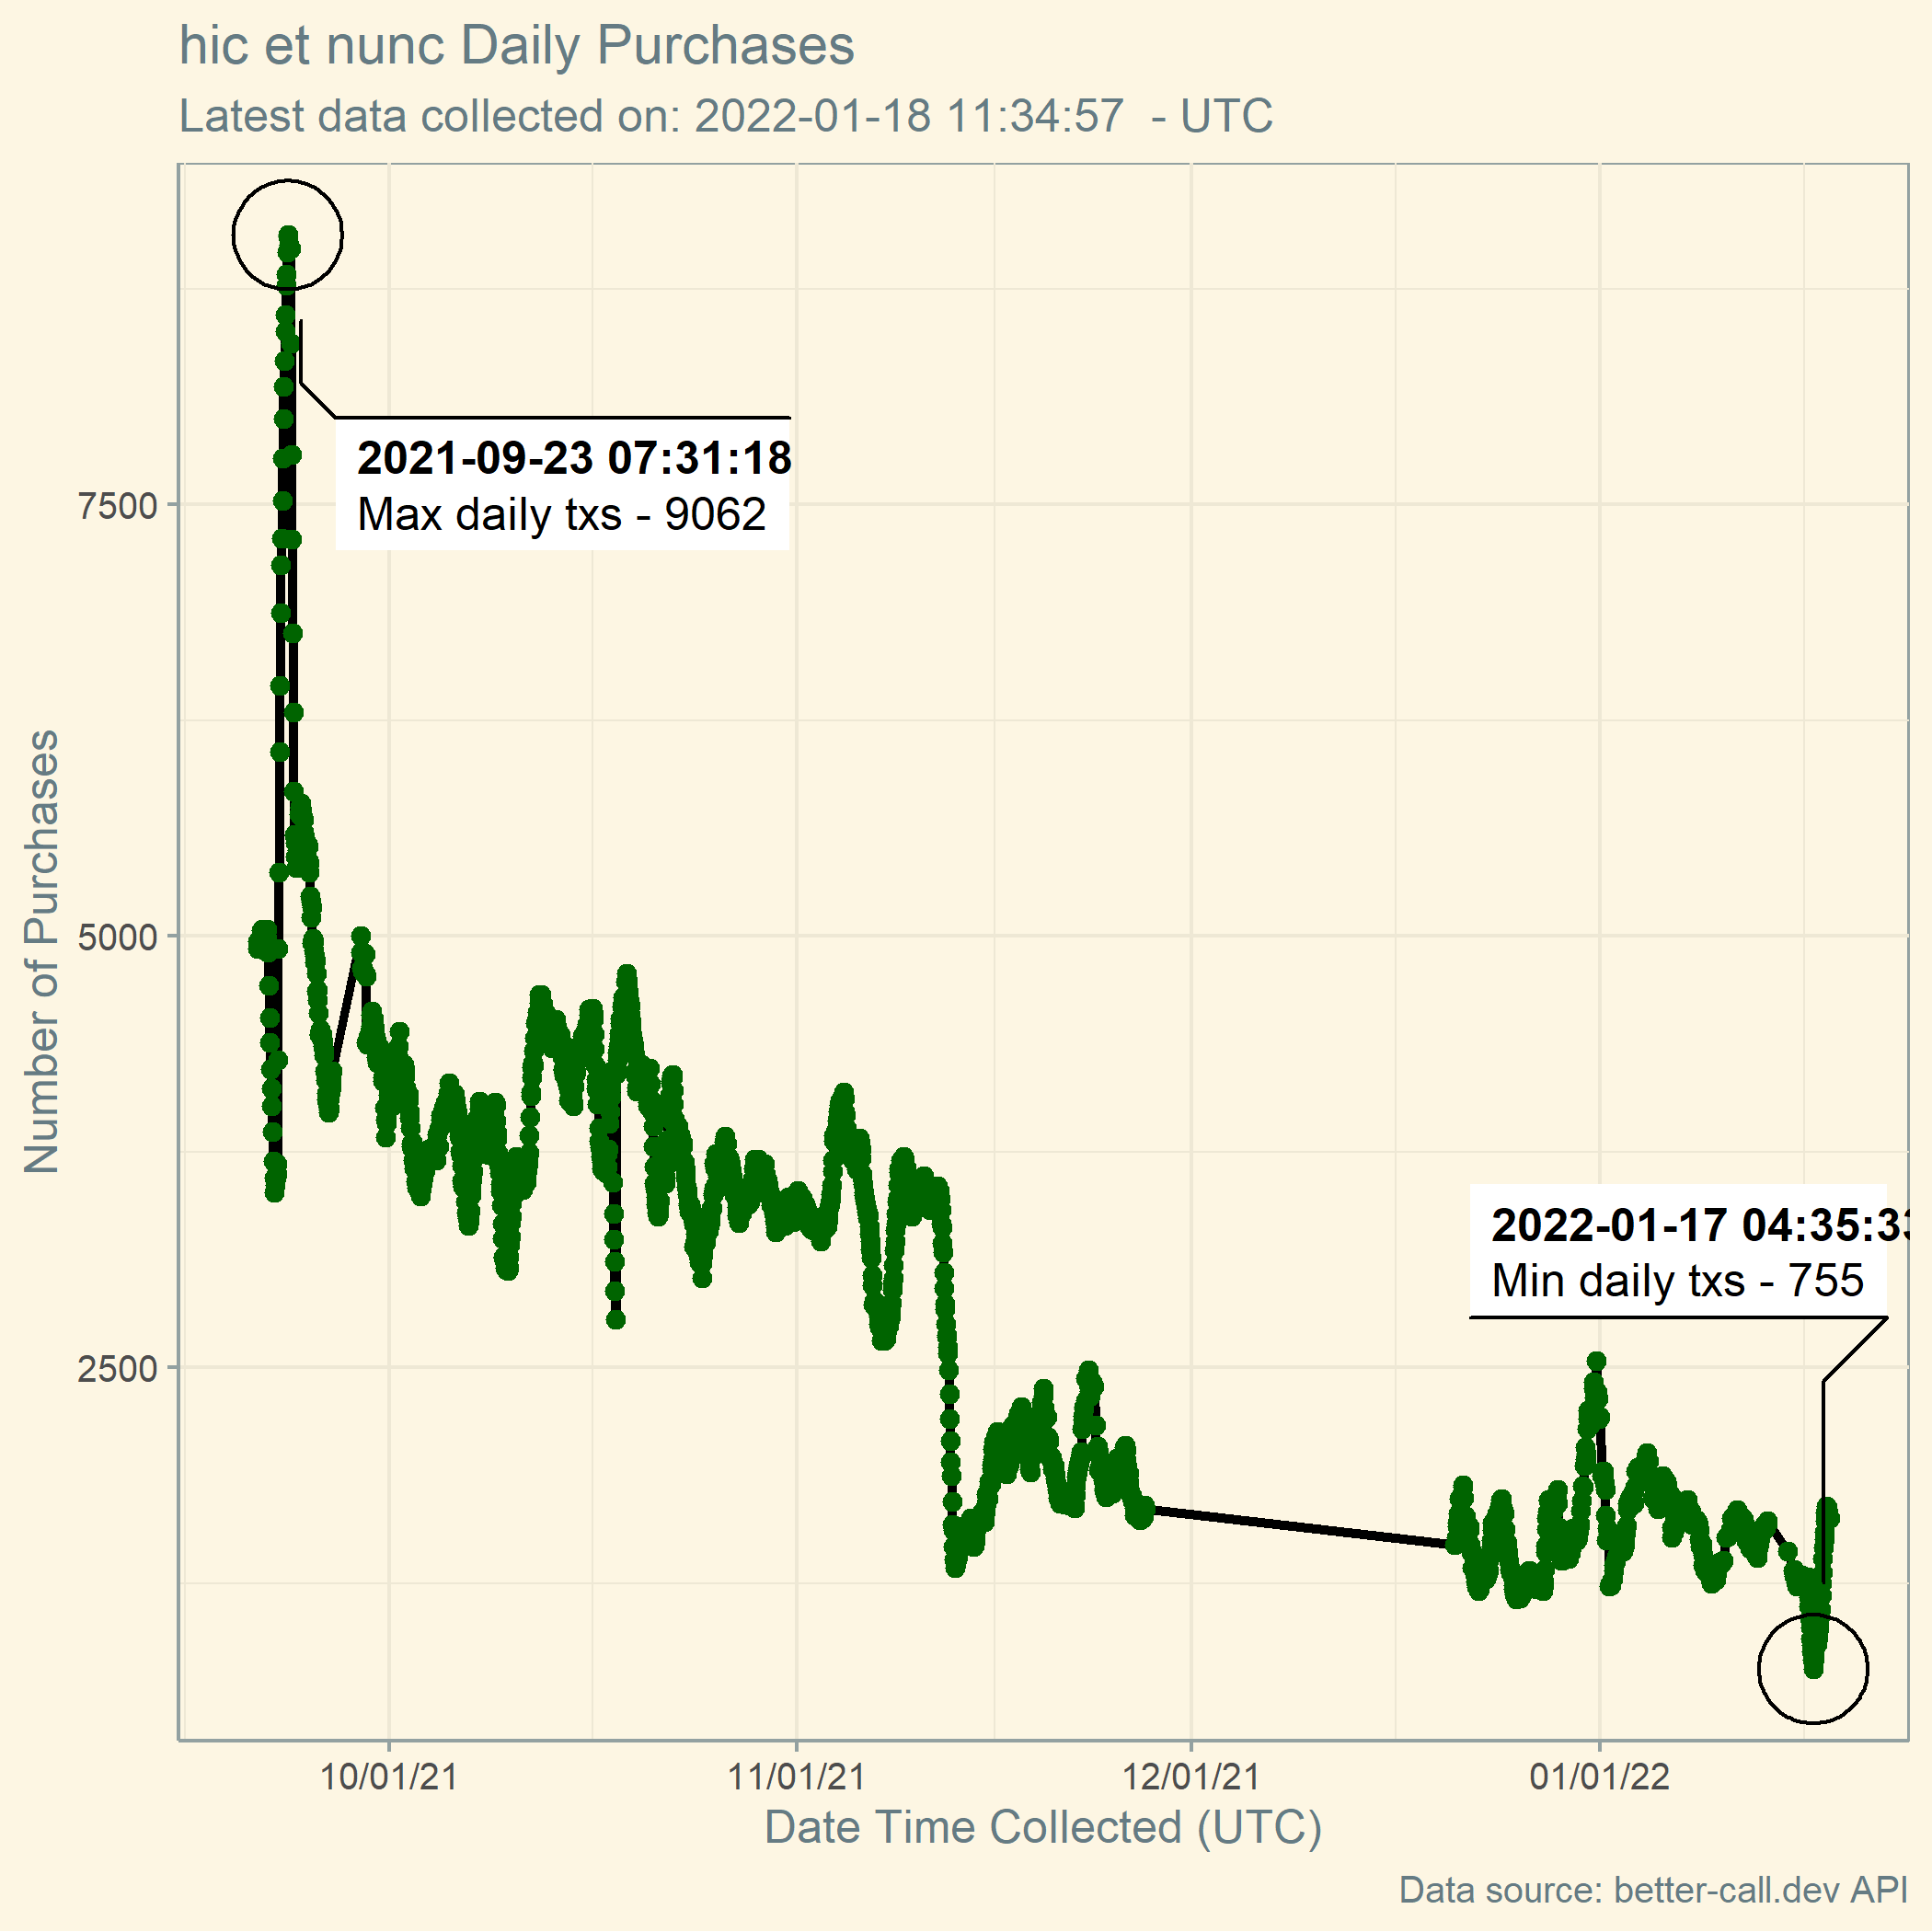 hic et nunc Daily Purchases
Latest data collected on: 2022-01-18 11:34:57 - UTC
2021-09-23 07:31:18
Max daily txs - 9062
7500
5000
2500
Number of Purchases
2022-01-17 04:35:33
Min daily txs - 755
10/01/21
11/01/21
12/01/21
01/01/22
Date Time Collected (UTC)
Data source: better-call.dev API